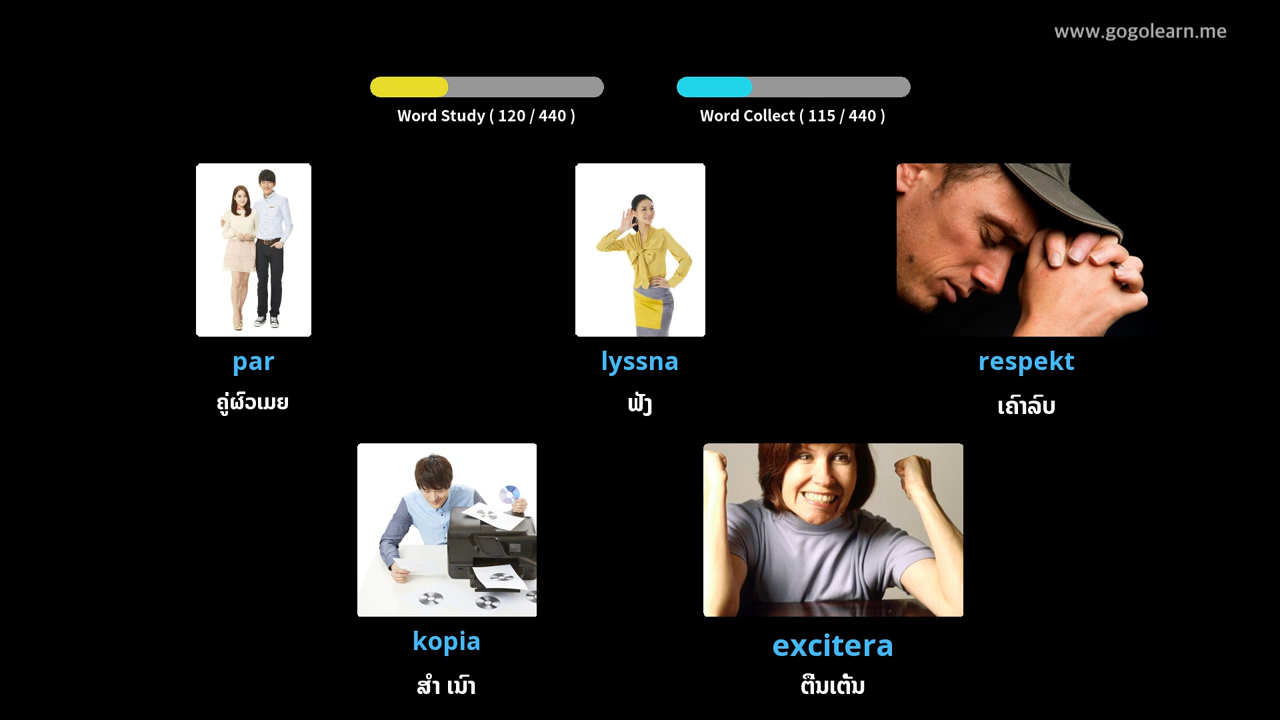 www.gogolearn.me
Word Study ( 120 / 440 )
Word Collect ( 115 / 440 )
par
lyssna
respekt
ຄູ່ຜົວເມຍ
ຟັງ
ເຄົາລົບ
kopia
excitera
ສຳ ເນົາ
ຕື່ນເຕັ້ນ